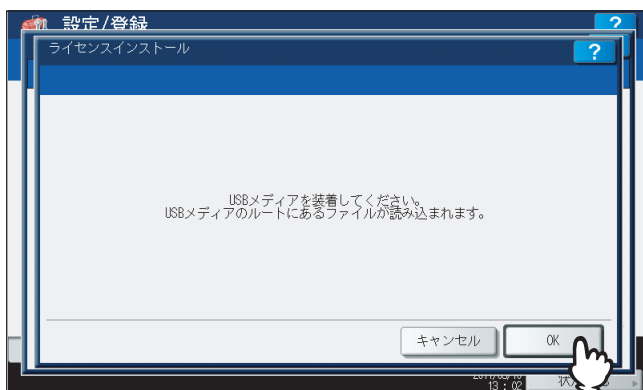 設定/登録
?
ライセンスインストール
?
USBメディアを装着してください。
USBメディアのルートにあるファイルが読み込まれます。
キャンセル
OK
13 : 02